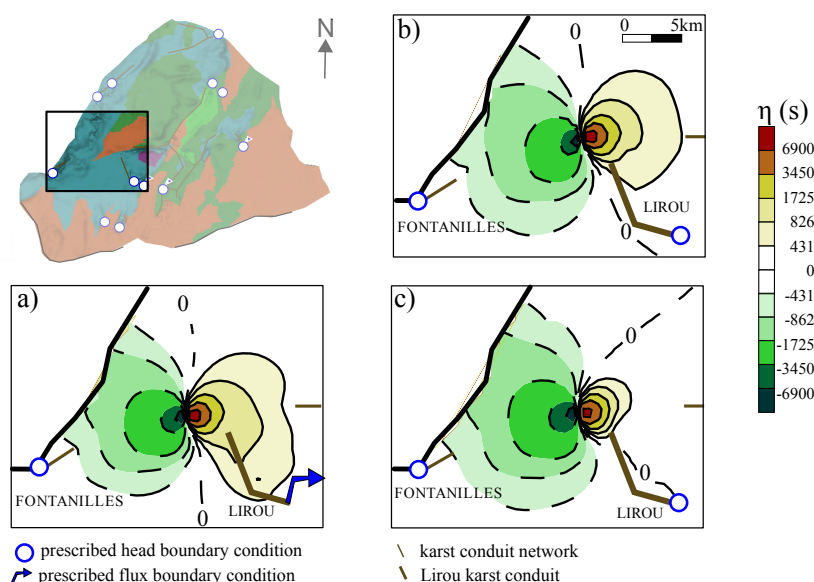 N
b)
0
0 5km
η (s)
6900
3450
1725
826
431
0
-431
-862
-1725
-3450
-6900
FONTANILLES
LIROU
0
a)
0
FONTANILLES
LIROU
0
c)
0
FONTANILLES
LIROU
0
prescribed head boundary condition
prescribed flux boundary condition
karst conduit network
Lirou karst conduit